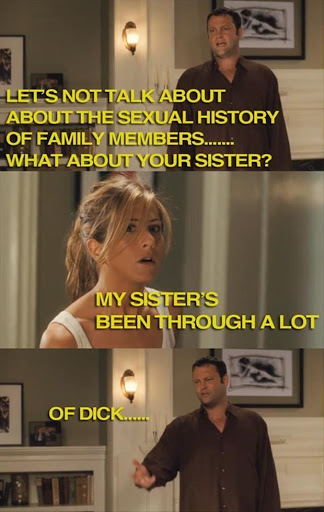 LET'S NOT TALK ABOUT
ABOUT THE SEXUAL HISTORY
OF FAMILY MEMBERS.......
WHAT ABOUT YOUR SISTER?
MY SISTER'S
BEEN THROUGH A LOT
OF DICK......